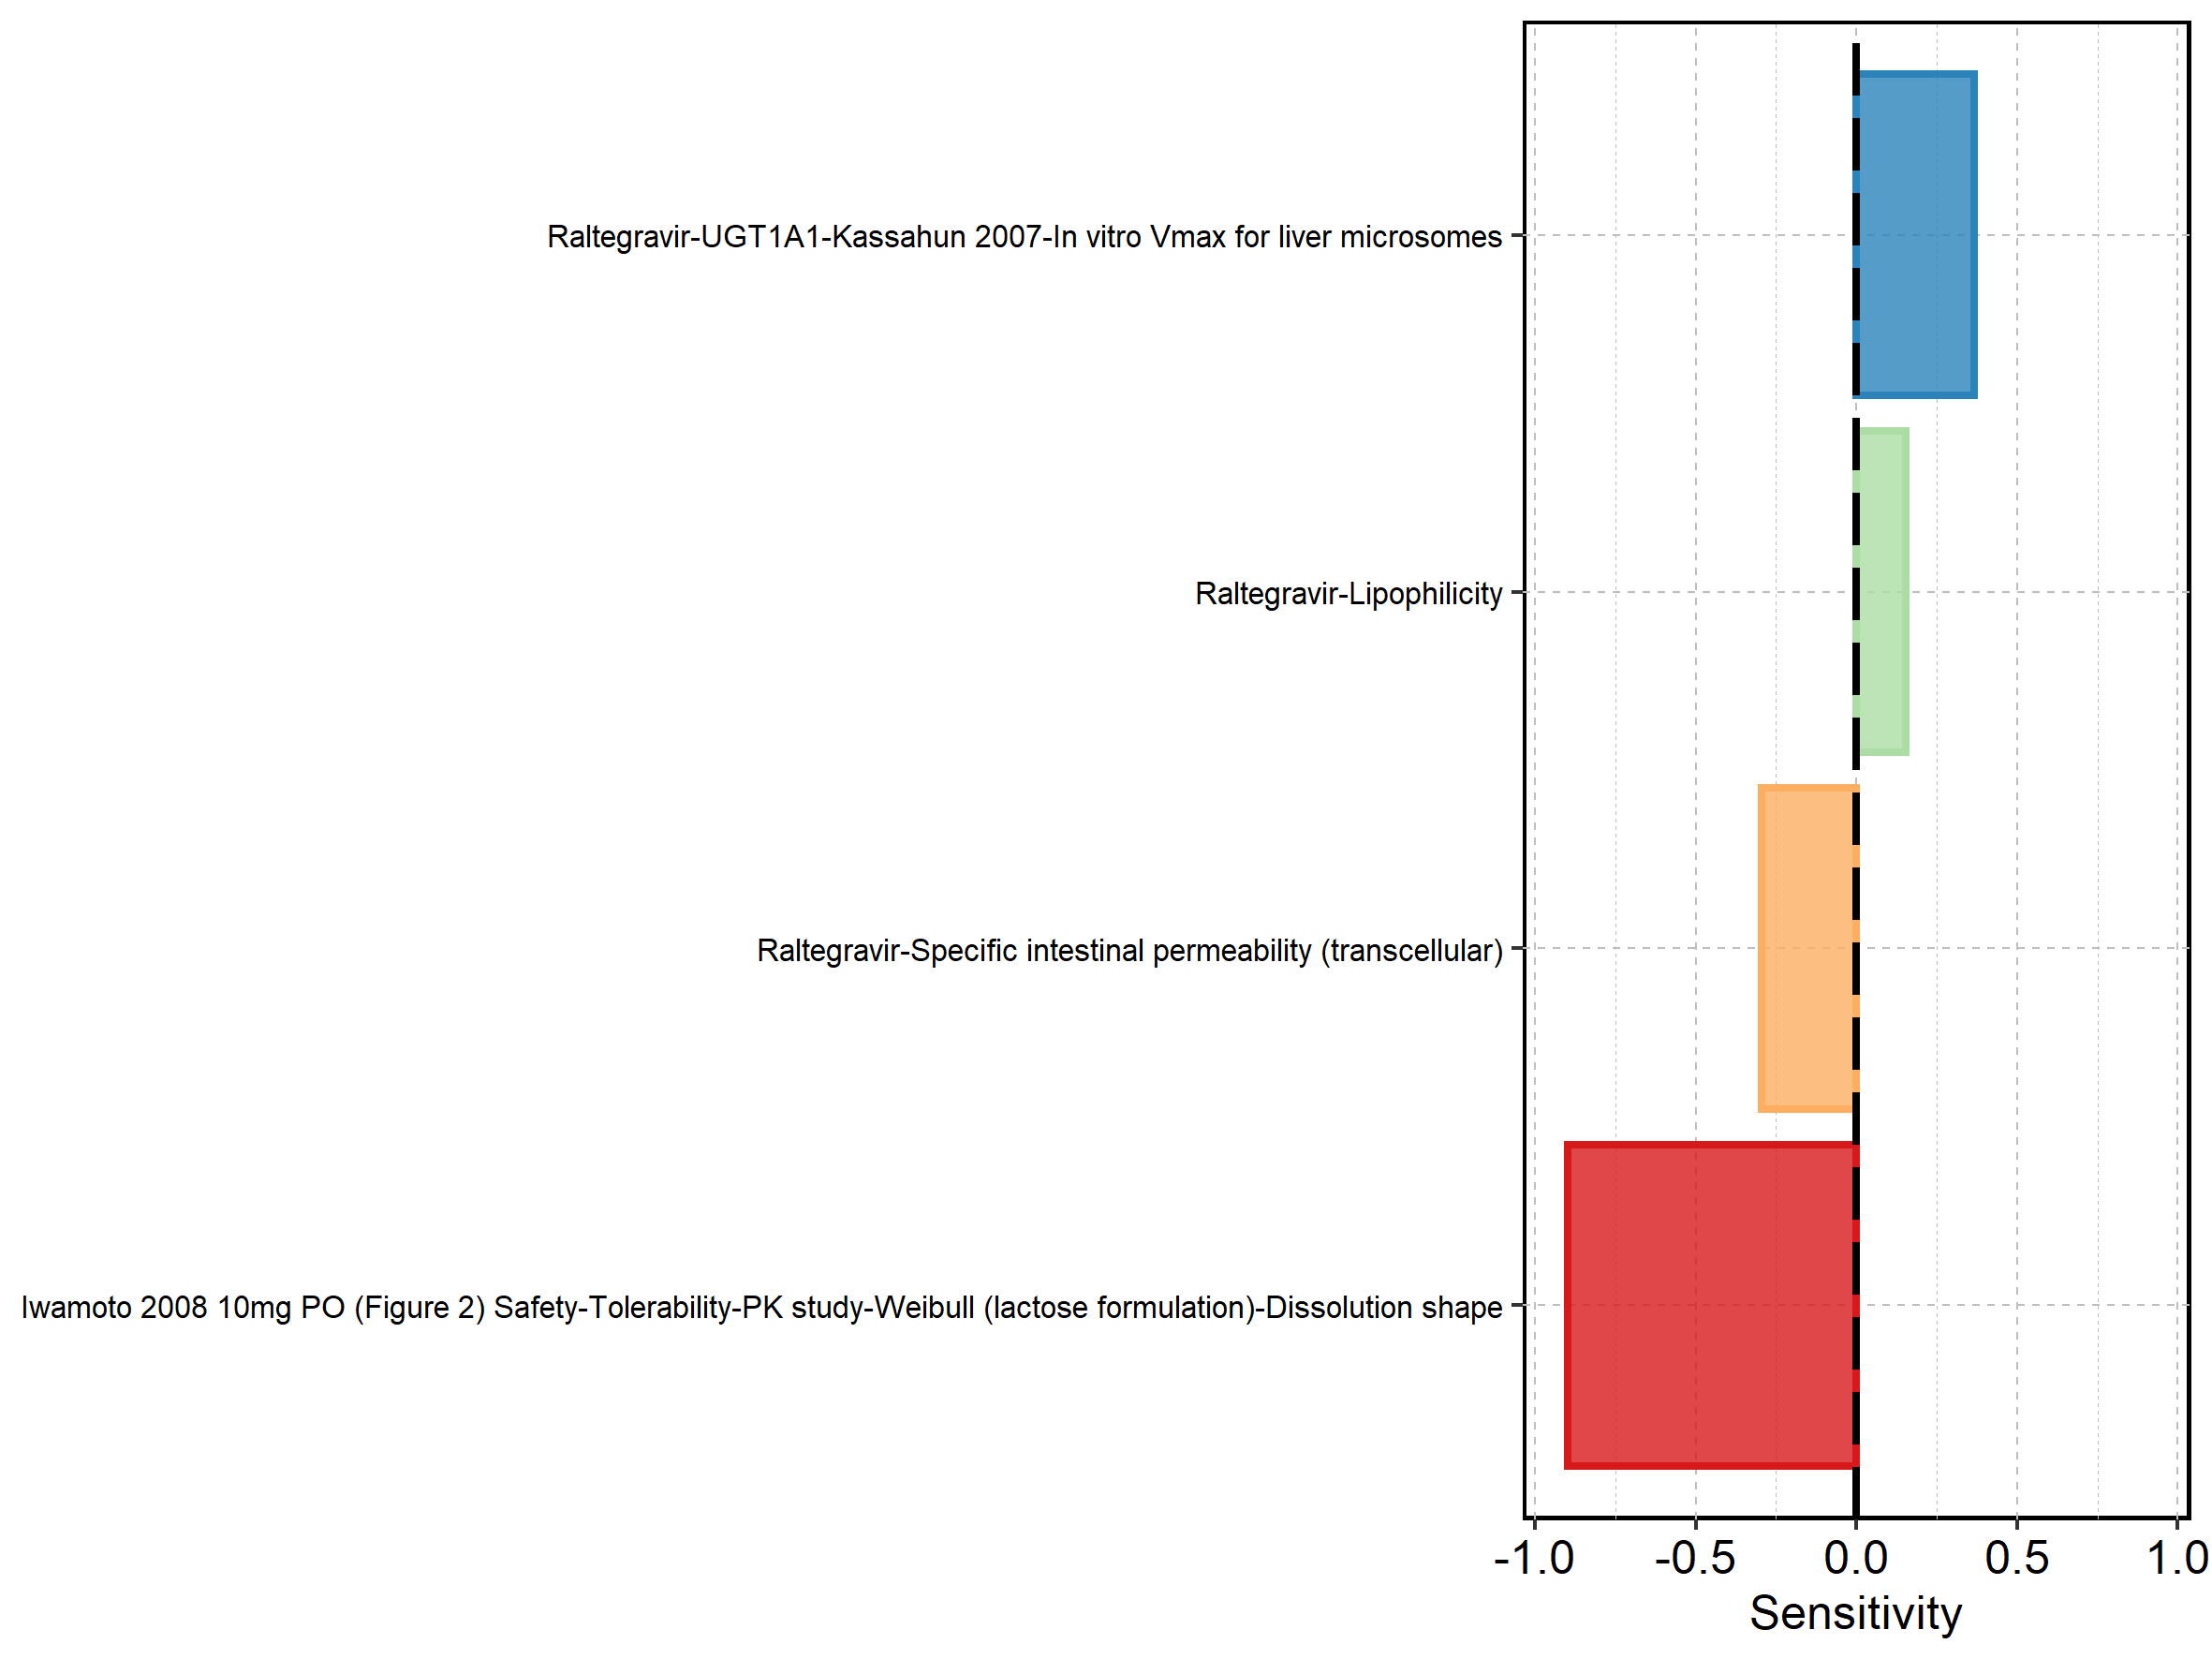 Raltegravir-UGT1A1-Kassahun 2007-In vitro Vmax for liver microsomes
Raltegravir-Lipophilicity
Raltegravir-Specific intestinal permeability (transcellular)
Iwamoto 2008 10mg PO (Figure 2) Safety-Tolerability-PK study-Weibull (lactose formulation)-Dissolution shape
-1.0 -0.5 0.0 0.5 1.0
Sensitivity